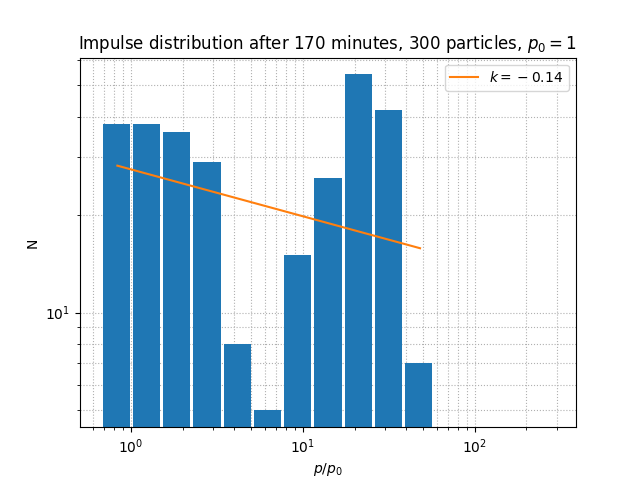 Impulse distribution after 170 minutes, 300 particles, $p_0 = 1$
$k = -0.14$
N
$10^1$
$10^0$ $10^1$ $10^2$
$p/p_0$